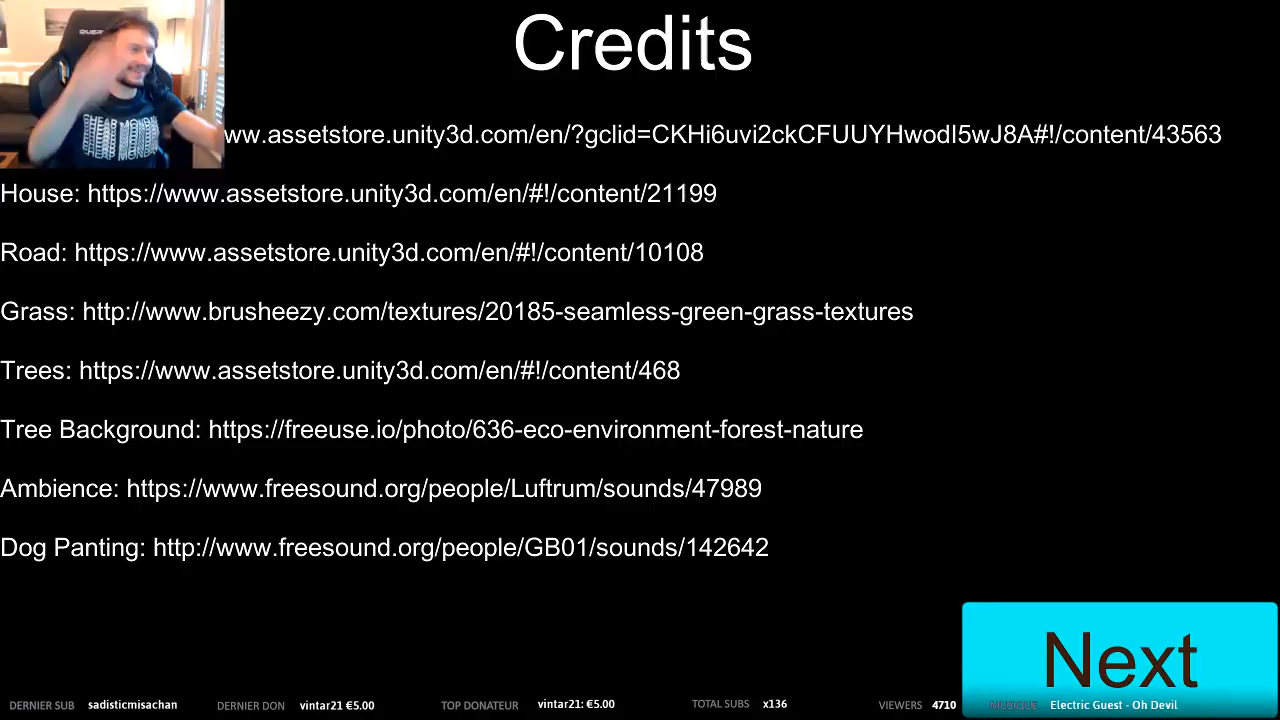 Credits
ww.assetstore.unity3d.com/en/?gclid=CKHi6uvi2ckCFUUYHwodI5wJ8A#!/content/43563
House: https://www.assetstore.unity3d.com/en/#!/content/21199
Road: https://www.assetstore.unity3d.com/en/#!/content/10108
Grass: http://www.brusheezy.com/textures/20185-seamless-green-grass-textures
Trees: https://www.assetstore.unity3d.com/en/#!/content/468
Tree Background: https://freeuse.io/photo/636-eco-environment-forest-nature
Ambience: https://www.freesound.org/people/Luftrum/sounds/47989
Dog Panting: http://www.freesound.org/people/GB01/sounds/142642
Next
DERNIER SUB sadisticmisachan DERNIER DON vintar21 €5.00 TOP DONATEUR vintar21: €5.00 TOTAL SUBS x136 VIEWERS 4710 MUSIQUE Electric Guest - Oh Devil
CHEAP MONDAY
CHEAP MONDAY